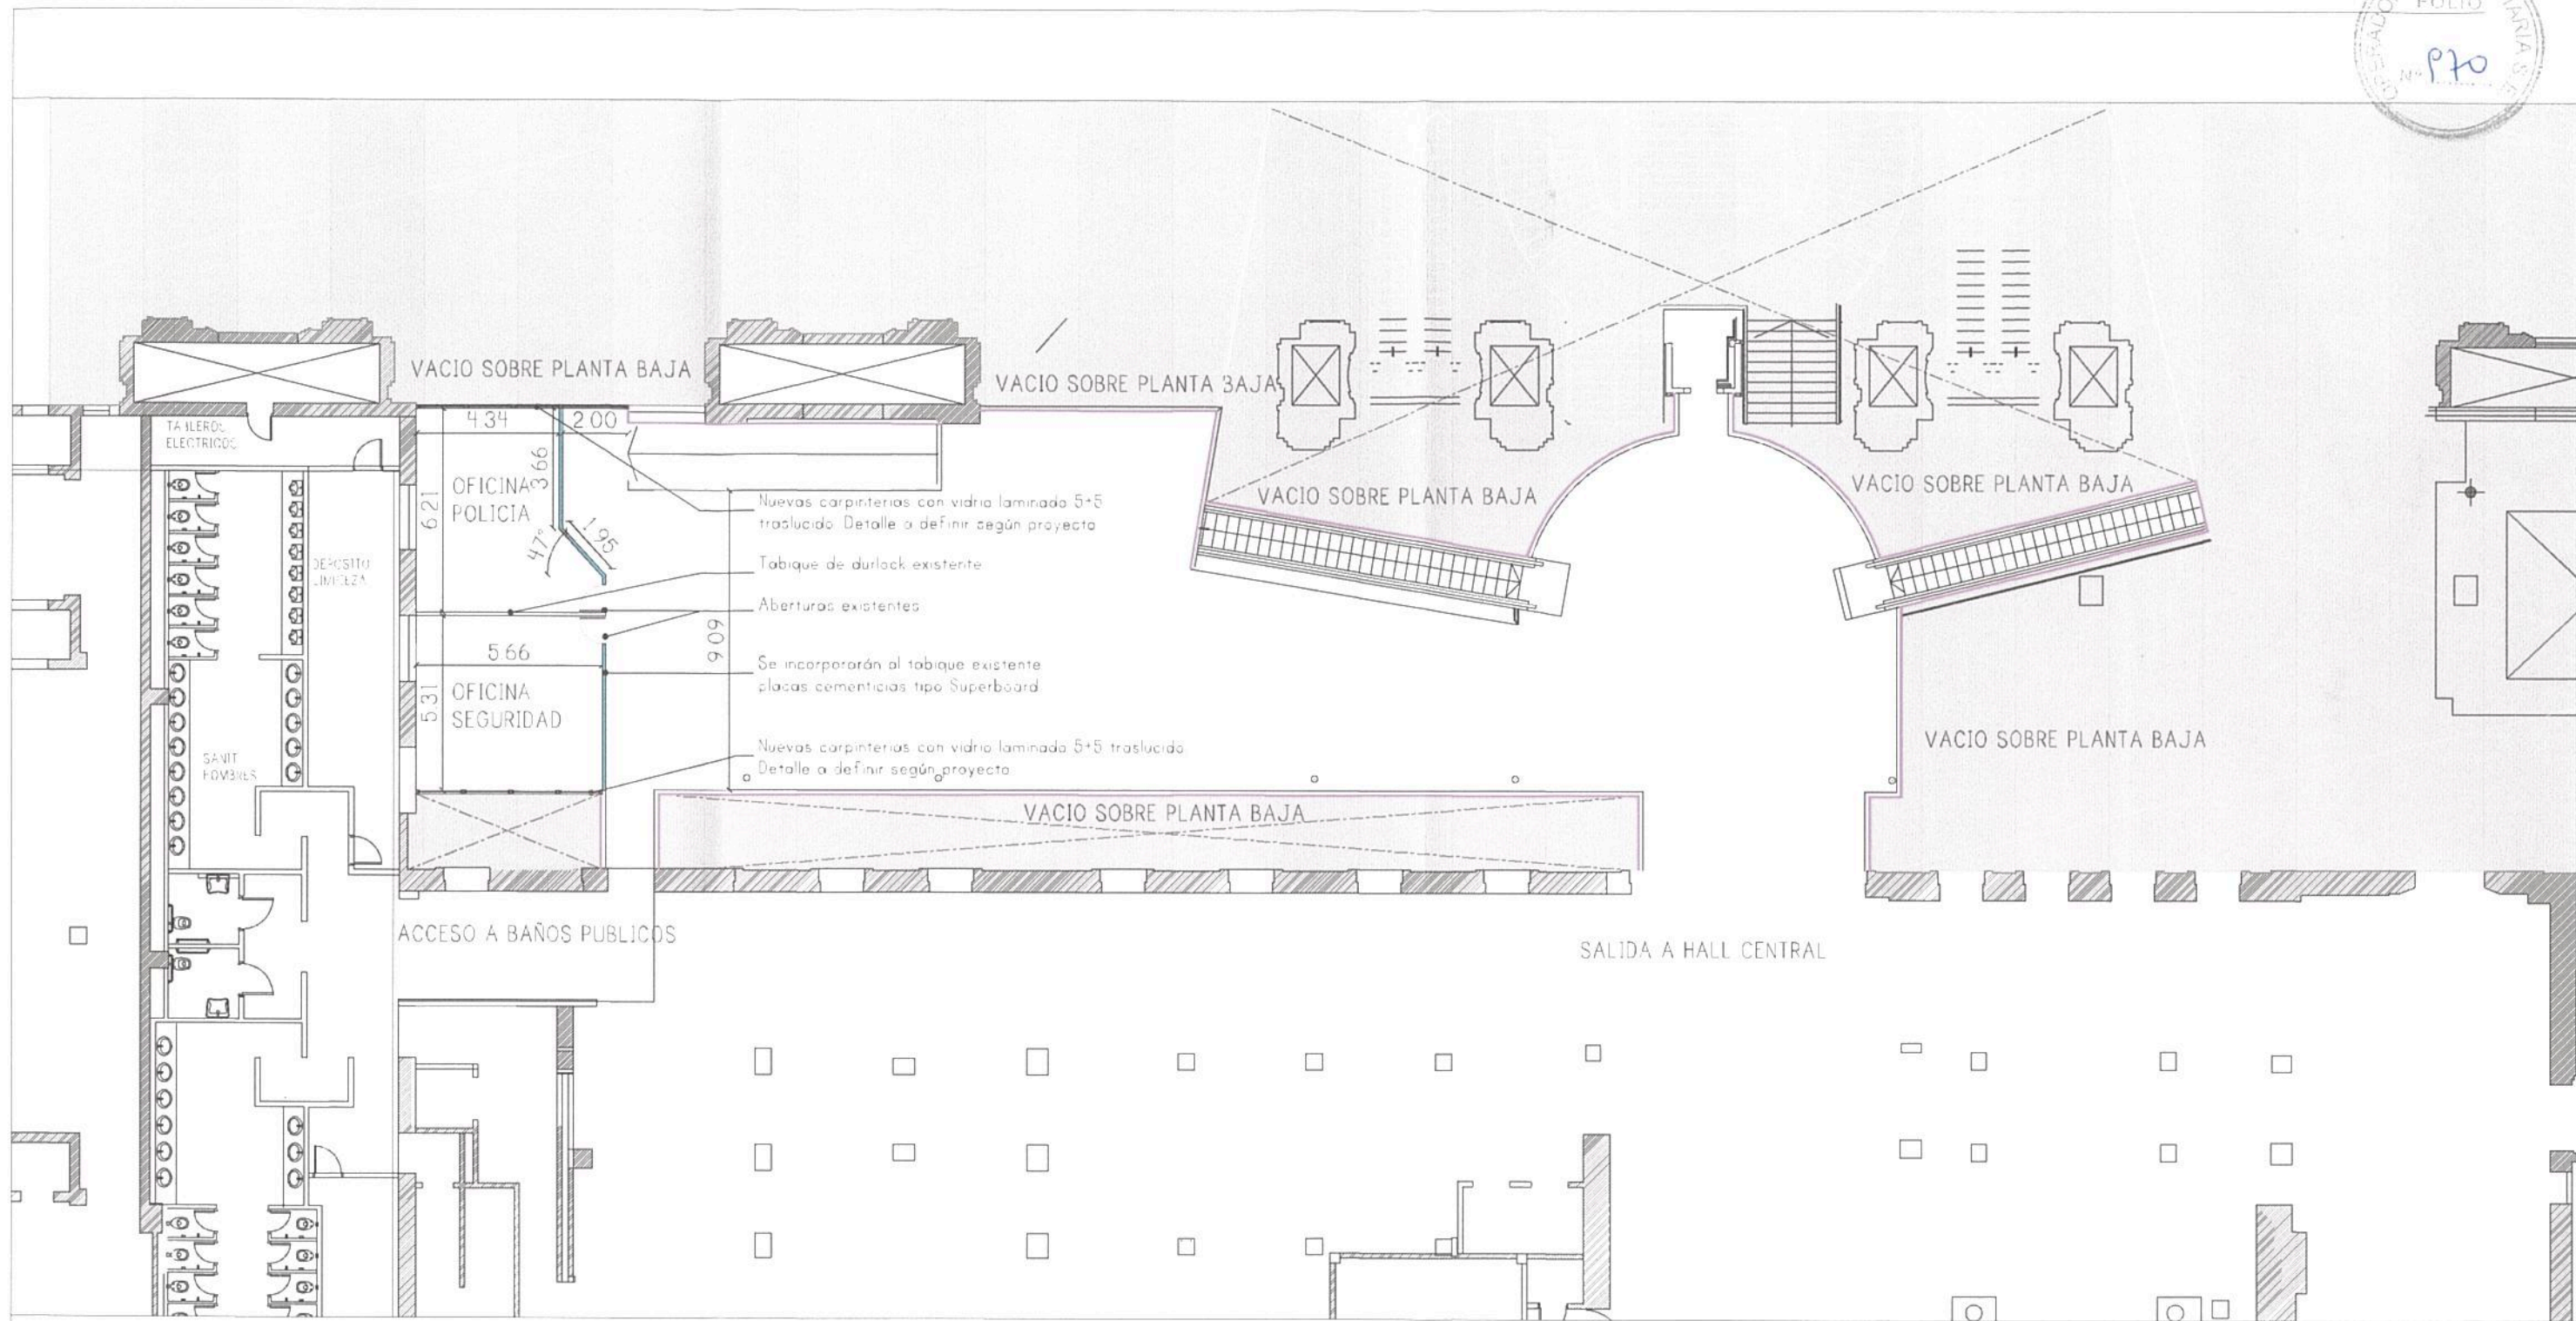 FOLIO
Nº 970
VACIO SOBRE PLANTA BAJA
VACIO SOBRE PLANTA BAJA
TABLEROS
ELECTRICOS
4.34
2.00
3.66
6.21
OFICINA
POLICIA
1.95
47°
Nuevas carpinterias con vidrio laminado 5+5
traslucido Detalle a definir según proyecto
VACIO SOBRE PLANTA BAJA
VACIO SOBRE PLANTA BAJA
DEPOSITO
LIMPIEZA
Tabique de durlock existente
Aberturas existentes
9.09
5.66
5.31
OFICINA
SEGURIDAD
Se incorporarán al tabique existente
placas cementicias tipo Superboard
SANIT
HOMBRES
Nuevas carpinterias con vidrio laminado 5+5 traslucido
Detalle a definir según proyecto
VACIO SOBRE PLANTA BAJA
VACIO SOBRE PLANTA BAJA
ACCESO A BAÑOS PUBLICOS
SALIDA A HALL CENTRAL